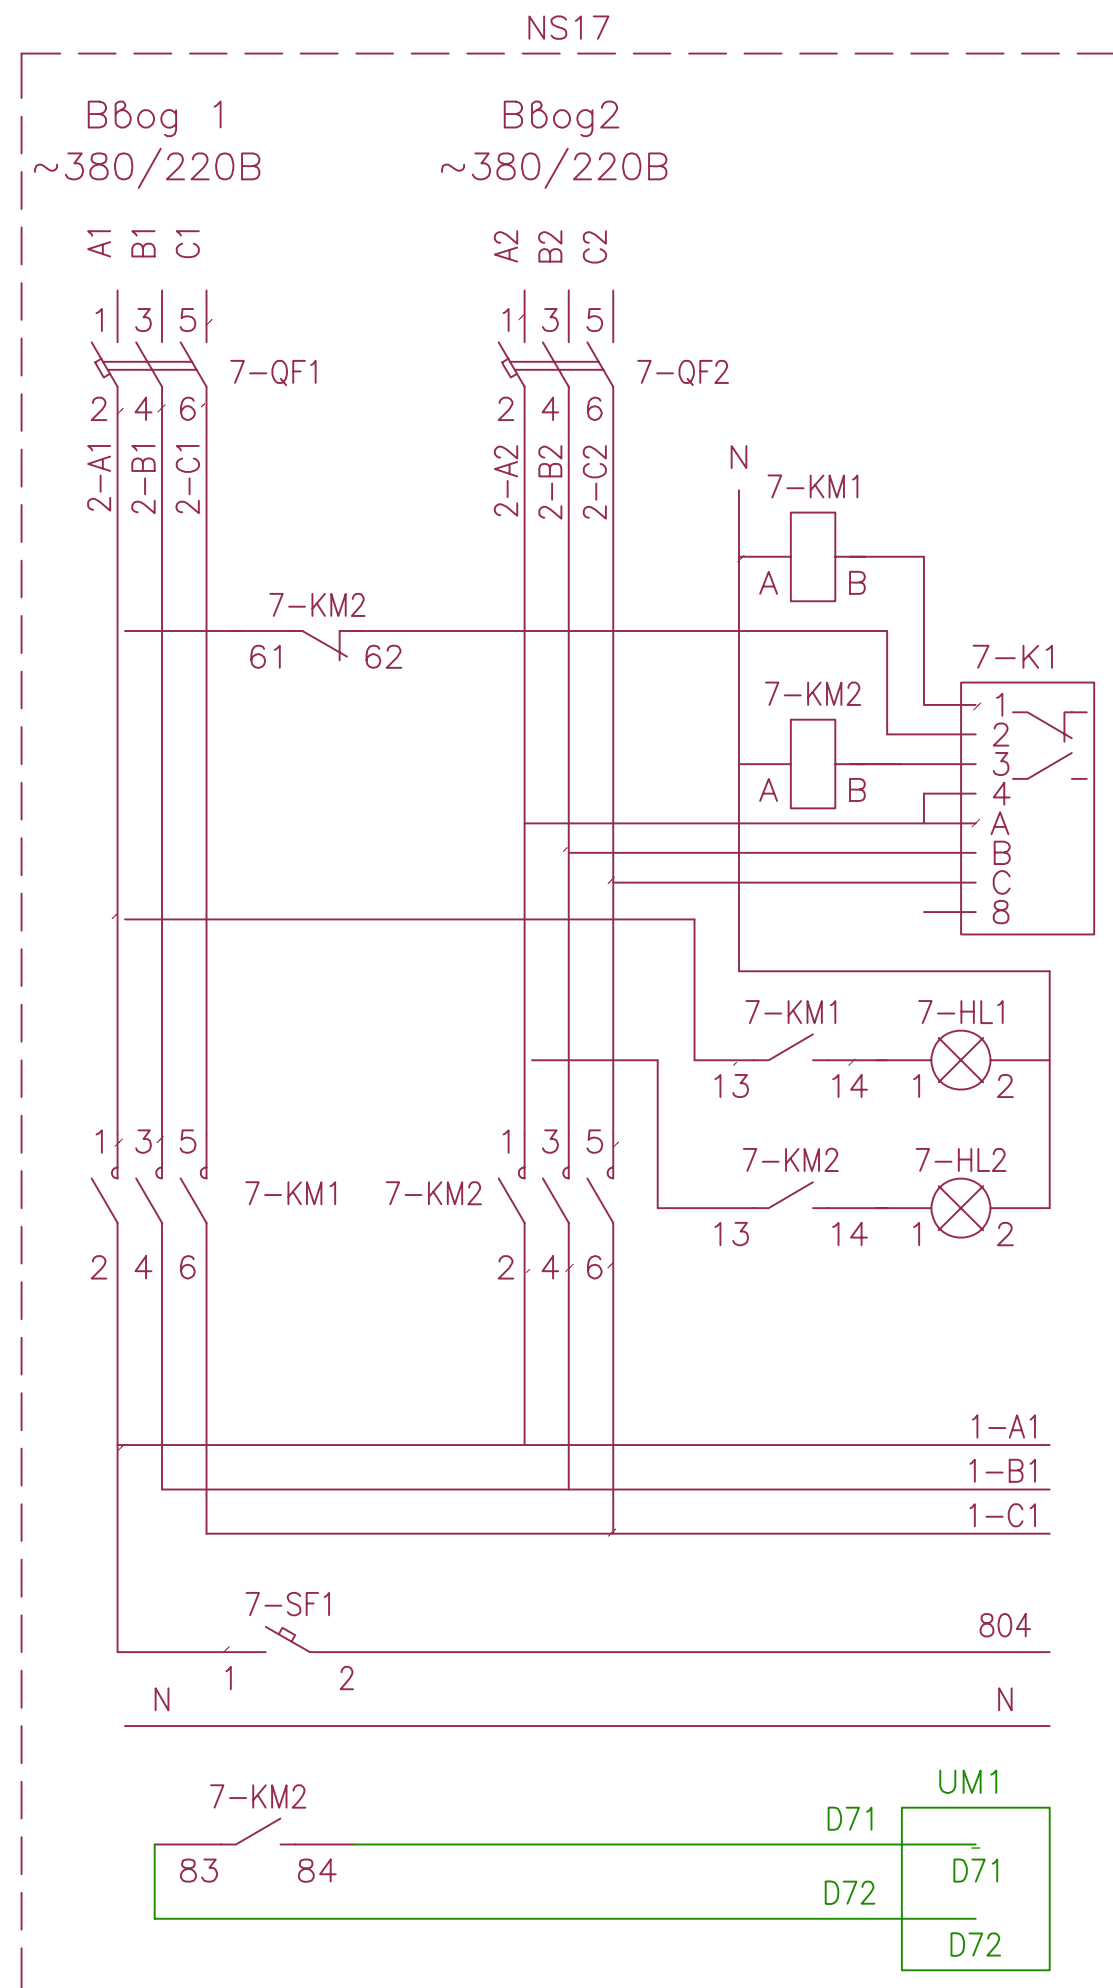 NS17
Ввод 1
Ввод2
~380/220В
~380/220В
A1 B1 C1
A2 B2 C2
1 3 5
1 3 5
7-QF1
7-QF2
2 4 6
2 4 6
2-A1 2-B1 2-C1
2-A2 2-B2 2-C2
N
7-KM1
A B
7-KM2
61 62
7-K1
7-KM2
A B
1
2
3
4
A
B
C
8
7-KM1
7-HL1
13 14 1 2
1 3 5
1 3 5
7-KM2
7-HL2
7-KM1
7-KM2
13 14 1 2
2 4 6
2 4 6
1-A1
1-B1
1-C1
7-SF1
804
1 2
N
N
UM1
7-KM2
D71
83 84
D71
D72
D72